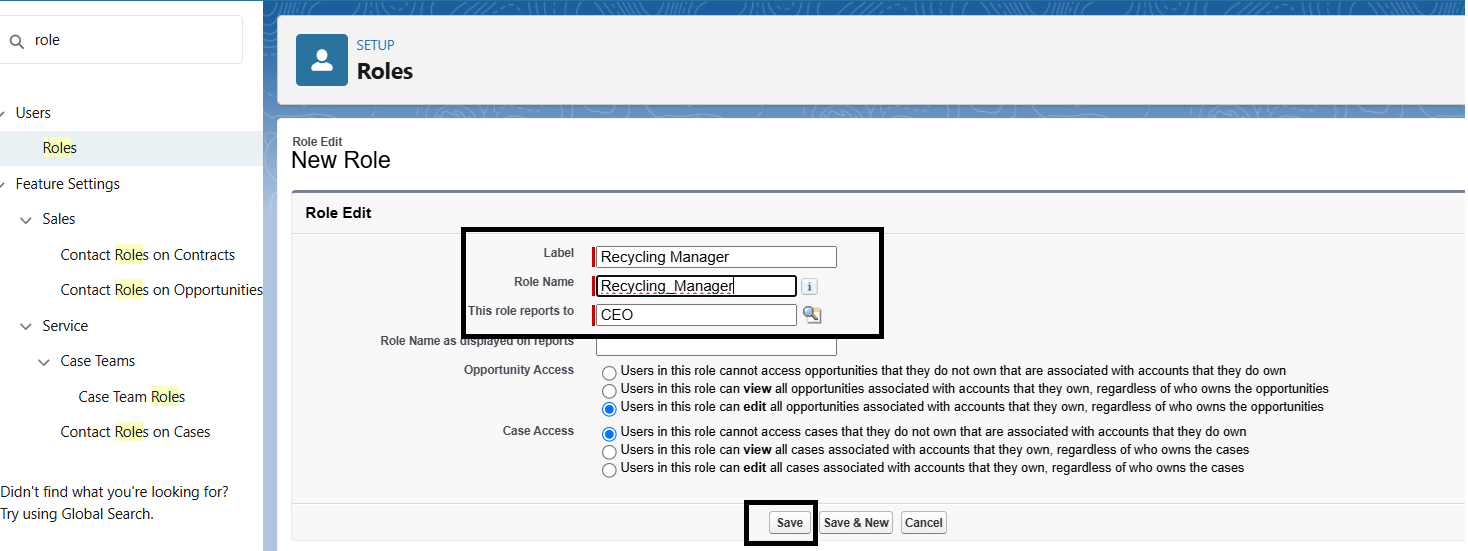 role
Users
Roles
Feature Settings
Sales
Contact Roles on Contracts
Contact Roles on Opportunities
Service
Case Teams
Case Team Roles
Contact Roles on Cases
Didn't find what you're looking for?
Try using Global Search.
SETUP
Roles
Role Edit
New Role
Role Edit
Label Recycling Manager
Role Name Recycling_Manager i
This role reports to CEO
Role Name as displayed on reports
Opportunity Access Users in this role cannot access opportunities that they do not own that are associated with accounts that they do own
Users in this role can view all opportunities associated with accounts that they own, regardless of who owns the opportunities
Users in this role can edit all opportunities associated with accounts that they own, regardless of who owns the opportunities
Case Access Users in this role cannot access cases that they do not own that are associated with accounts that they do own
Users in this role can view all cases associated with accounts that they own, regardless of who owns the cases
Users in this role can edit all cases associated with accounts that they own, regardless of who owns the cases
Save Save & New Cancel